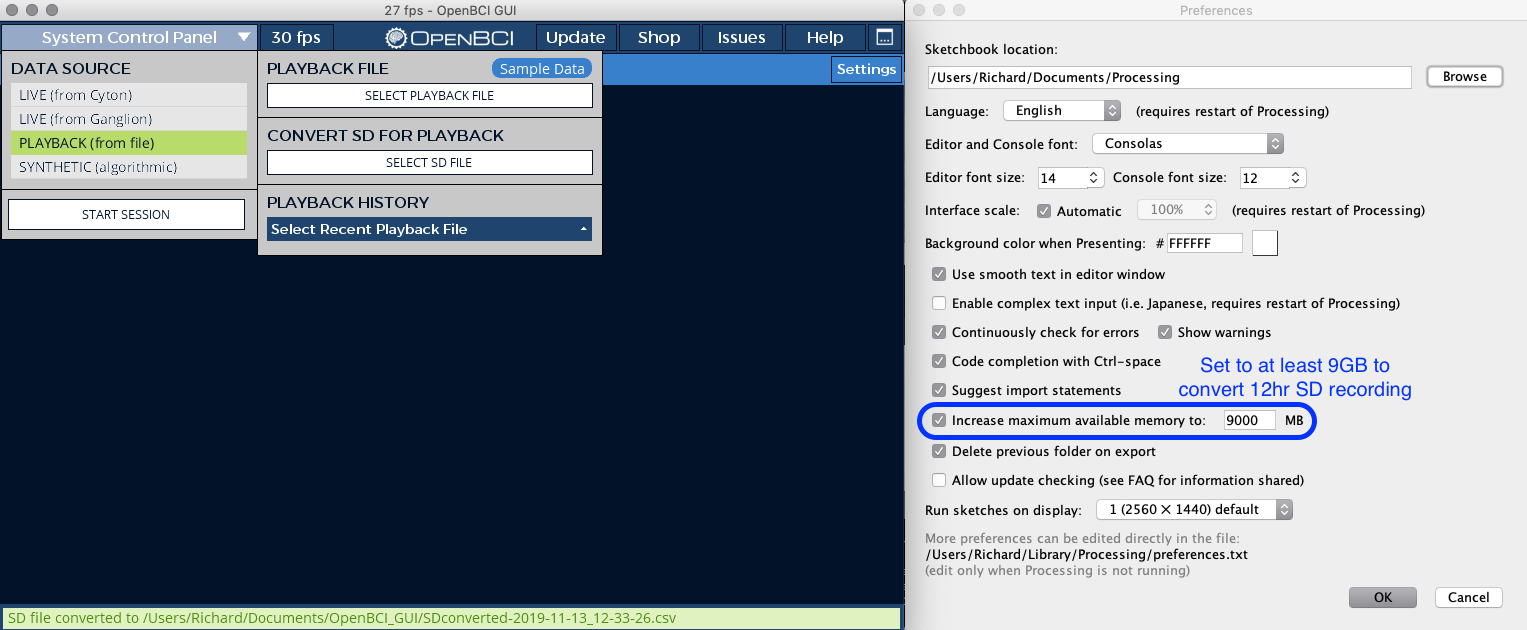 27 fps - OpenBCI GUI
System Control Panel
30 fps
OpenBCI
Update
Shop
Issues
Help
DATA SOURCE
LIVE (from Cyton)
LIVE (from Ganglion)
PLAYBACK (from file)
SYNTHETIC (algorithmic)
START SESSION
PLAYBACK FILE
Sample Data
SELECT PLAYBACK FILE
CONVERT SD FOR PLAYBACK
SELECT SD FILE
PLAYBACK HISTORY
Select Recent Playback File
Settings
SD file converted to /Users/Richard/Documents/OpenBCI_GUI/SDconverted-2019-11-13_12-33-26.csv
Preferences
Sketchbook location:
/Users/Richard/Documents/Processing
Browse
Language: English (requires restart of Processing)
Editor and Console font: Consolas
Editor font size: 14 Console font size: 12
Interface scale: Automatic 100% (requires restart of Processing)
Background color when Presenting: # FFFFFF
Use smooth text in editor window
Enable complex text input (i.e. Japanese, requires restart of Processing)
Continuously check for errors Show warnings
Code completion with Ctrl-space
Set to at least 9GB to
convert 12hr SD recording
Suggest import statements
Increase maximum available memory to: 9000 MB
Delete previous folder on export
Allow update checking (see FAQ for information shared)
Run sketches on display: 1 (2560 × 1440) default
More preferences can be edited directly in the file:
/Users/Richard/Library/Processing/preferences.txt
(edit only when Processing is not running)
OK
Cancel